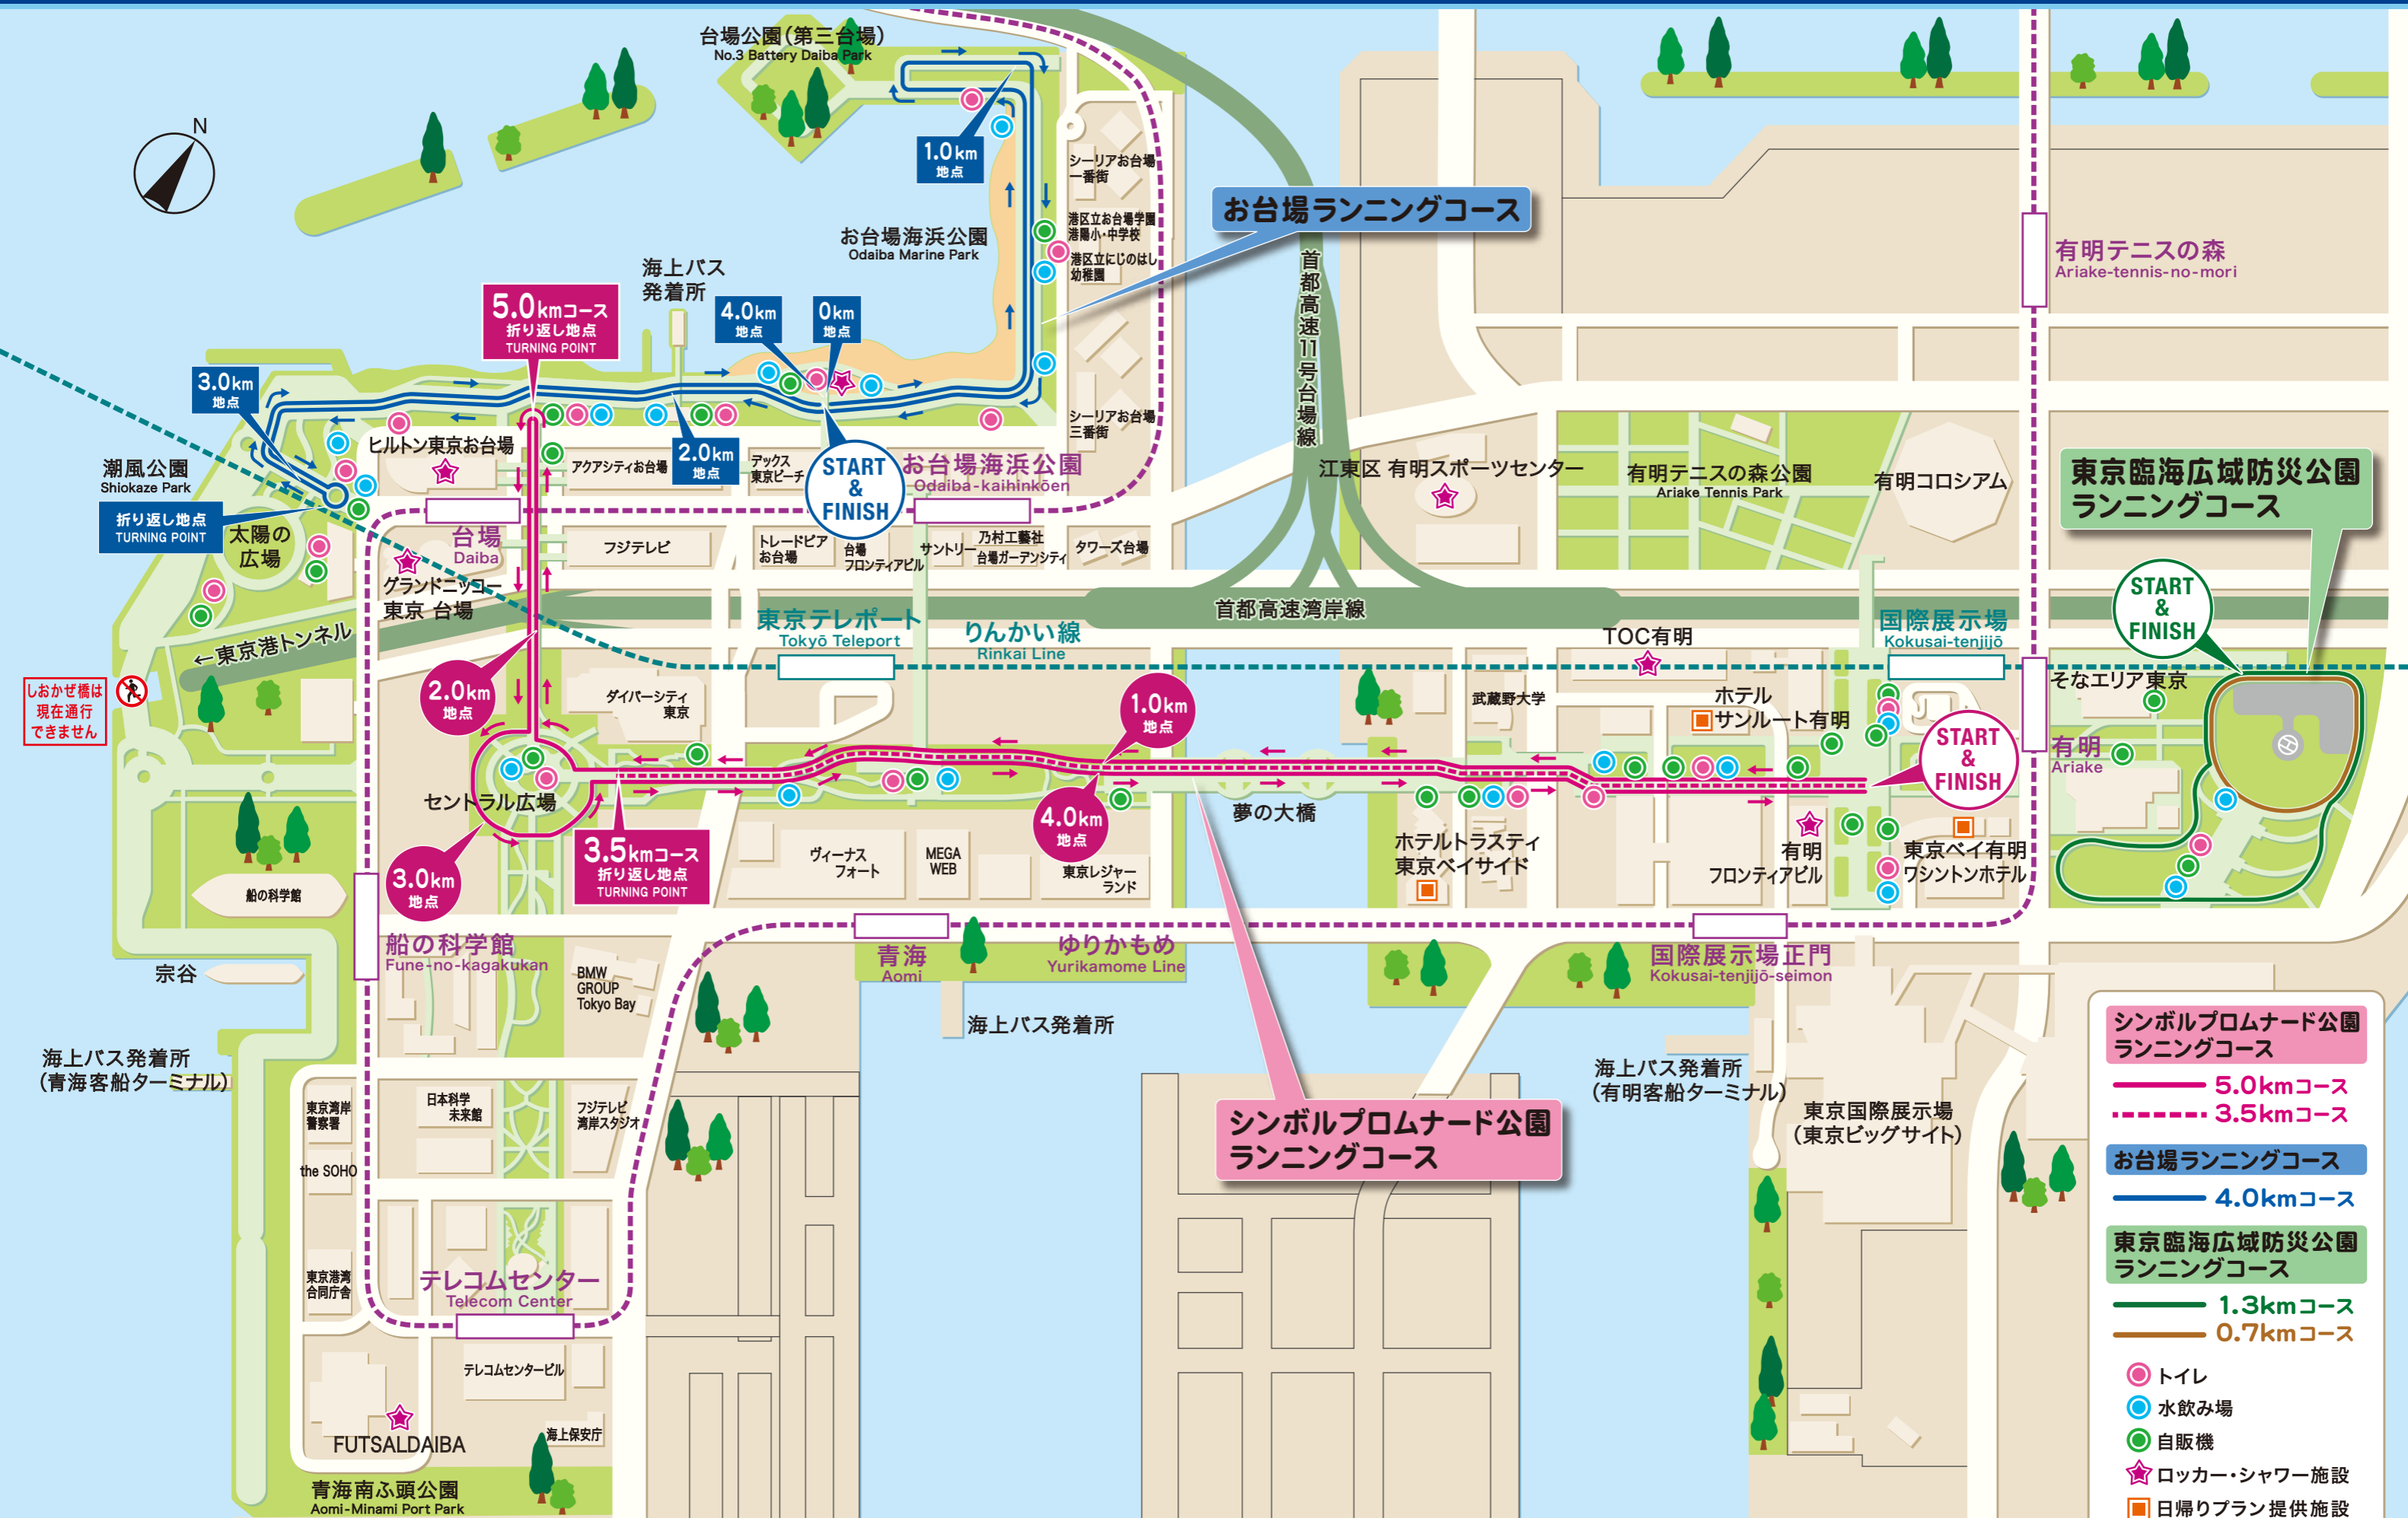 台場公園(第三台場)
No.3 Battery Daiba Park
N
1.0km
地点
シーリアお台場
一番街
お台場ランニングコース
港区立お台場学園
港陽小・中学校
港区立にじのはし
幼稚園
お台場海浜公園
Odaiba Marine Park
海上バス
発着所
5.0kmコース
折り返し地点
TURNING POINT
4.0km
地点
0km
地点
3.0km
地点
首都高速11号台場線
有明テニスの森
Ariake-tennis-no-mori
シーリアお台場
三番街
ヒルトン東京お台場
アクアシティお台場
2.0km
地点
デックス
東京ビーチ
START
&
FINISH
お台場海浜公園
Odaiba-kaihinkōen
潮風公園
Shiokaze Park
折り返し地点
TURNING POINT
太陽の
広場
台場
Daiba
フジテレビ
トレードピア
お台場
台場
フロンティアビル
サントリー
乃村工藝社
台場ガーデンシティ
タワーズ台場
グランドニッコー
東京 台場
江東区 有明スポーツセンター
有明テニスの森公園
Ariake Tennis Park
有明コロシアム
東京臨海広域防災公園
ランニングコース
START
&
FINISH
←東京港トンネル
首都高速湾岸線
東京テレポート
Tokyō Teleport
りんかい線
Rinkai Line
TOC有明
国際展示場
Kokusai-tenjijō
しおかぜ橋は
現在通行
できません
2.0km
地点
ダイバーシティ
東京
1.0km
地点
武蔵野大学
ホテル
サンルート有明
そなエリア東京
START
&
FINISH
有明
Ariake
セントラル広場
4.0km
地点
夢の大橋
3.0km
地点
3.5kmコース
折り返し地点
TURNING POINT
ヴィーナス
フォート
MEGA
WEB
東京レジャー
ランド
ホテルトラスティ
東京ベイサイド
有明
フロンティアビル
東京ベイ有明
ワシントンホテル
船の科学館
船の科学館
Fune-no-kagakukan
青海
Aomi
ゆりかもめ
Yurikamome Line
国際展示場正門
Kokusai-tenjijō-seimon
宗谷
BMW
GROUP
Tokyo Bay
海上バス発着所
海上バス発着所
(青海客船ターミナル)
海上バス発着所
(有明客船ターミナル)
東京湾岸
警察署
日本科学
未来館
フジテレビ
湾岸スタジオ
シンボルプロムナード公園
ランニングコース
東京国際展示場
(東京ビッグサイト)
the SOHO
東京港湾
合同庁舎
テレコムセンター
Telecom Center
テレコムセンタービル
FUTSALDAIBA
海上保安庁
青海南ふ頭公園
Aomi-Minami Port Park
シンボルプロムナード公園
ランニングコース
5.0kmコース
3.5kmコース
お台場ランニングコース
4.0kmコース
東京臨海広域防災公園
ランニングコース
1.3kmコース
0.7kmコース
トイレ
水飲み場
自販機
ロッカー・シャワー施設
日帰りプラン提供施設